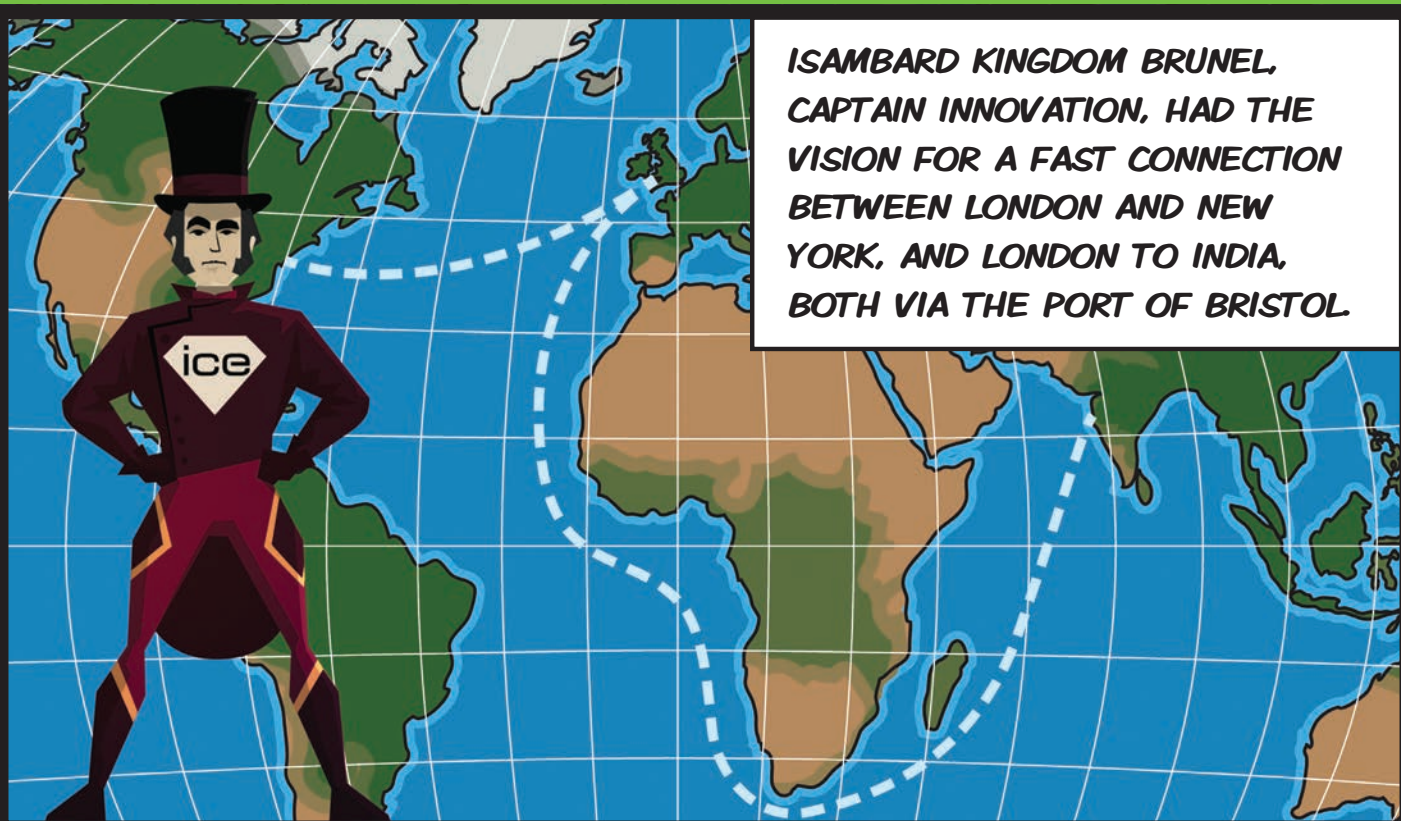 ISAMBARD KINGDOM BRUNEL,
CAPTAIN INNOVATION, HAD THE
VISION FOR A FAST CONNECTION
BETWEEN LONDON AND NEW
YORK, AND LONDON TO INDIA,
BOTH VIA THE PORT OF BRISTOL.
ice